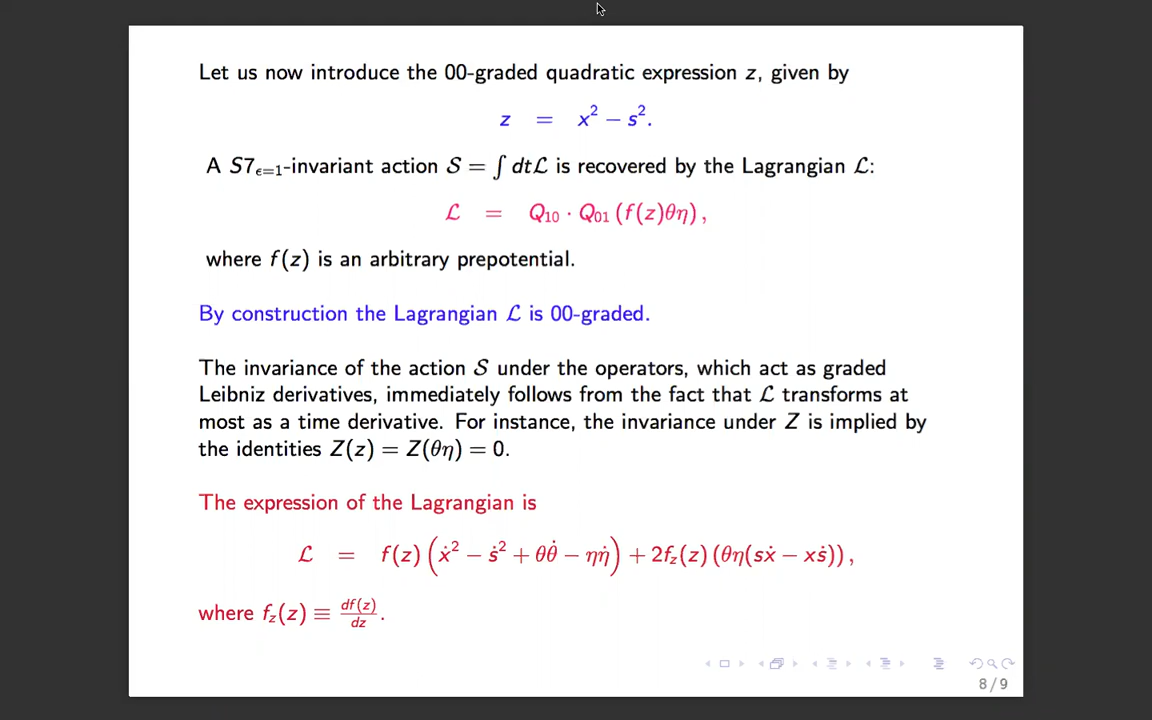 Let us now introduce the 00-graded quadratic expression z, given by
z = x² − s².
A S7ϵ=1-invariant action 𝒮 = ∫ dtℒ is recovered by the Lagrangian ℒ:
ℒ = Q₁₀ · Q₀₁ (f(z)θη) ,
where f(z) is an arbitrary prepotential.
By construction the Lagrangian ℒ is 00-graded.
The invariance of the action 𝒮 under the operators, which act as graded
Leibniz derivatives, immediately follows from the fact that ℒ transforms at
most as a time derivative. For instance, the invariance under Z is implied by
the identities Z(z) = Z(θη) = 0.
The expression of the Lagrangian is
ℒ = f(z) (ẋ² − ṡ² + θθ̇ − ηη̇) + 2f_z(z) (θη(sẋ − xṡ)) ,
where f_z(z) ≡ df(z)/dz .
8 / 9